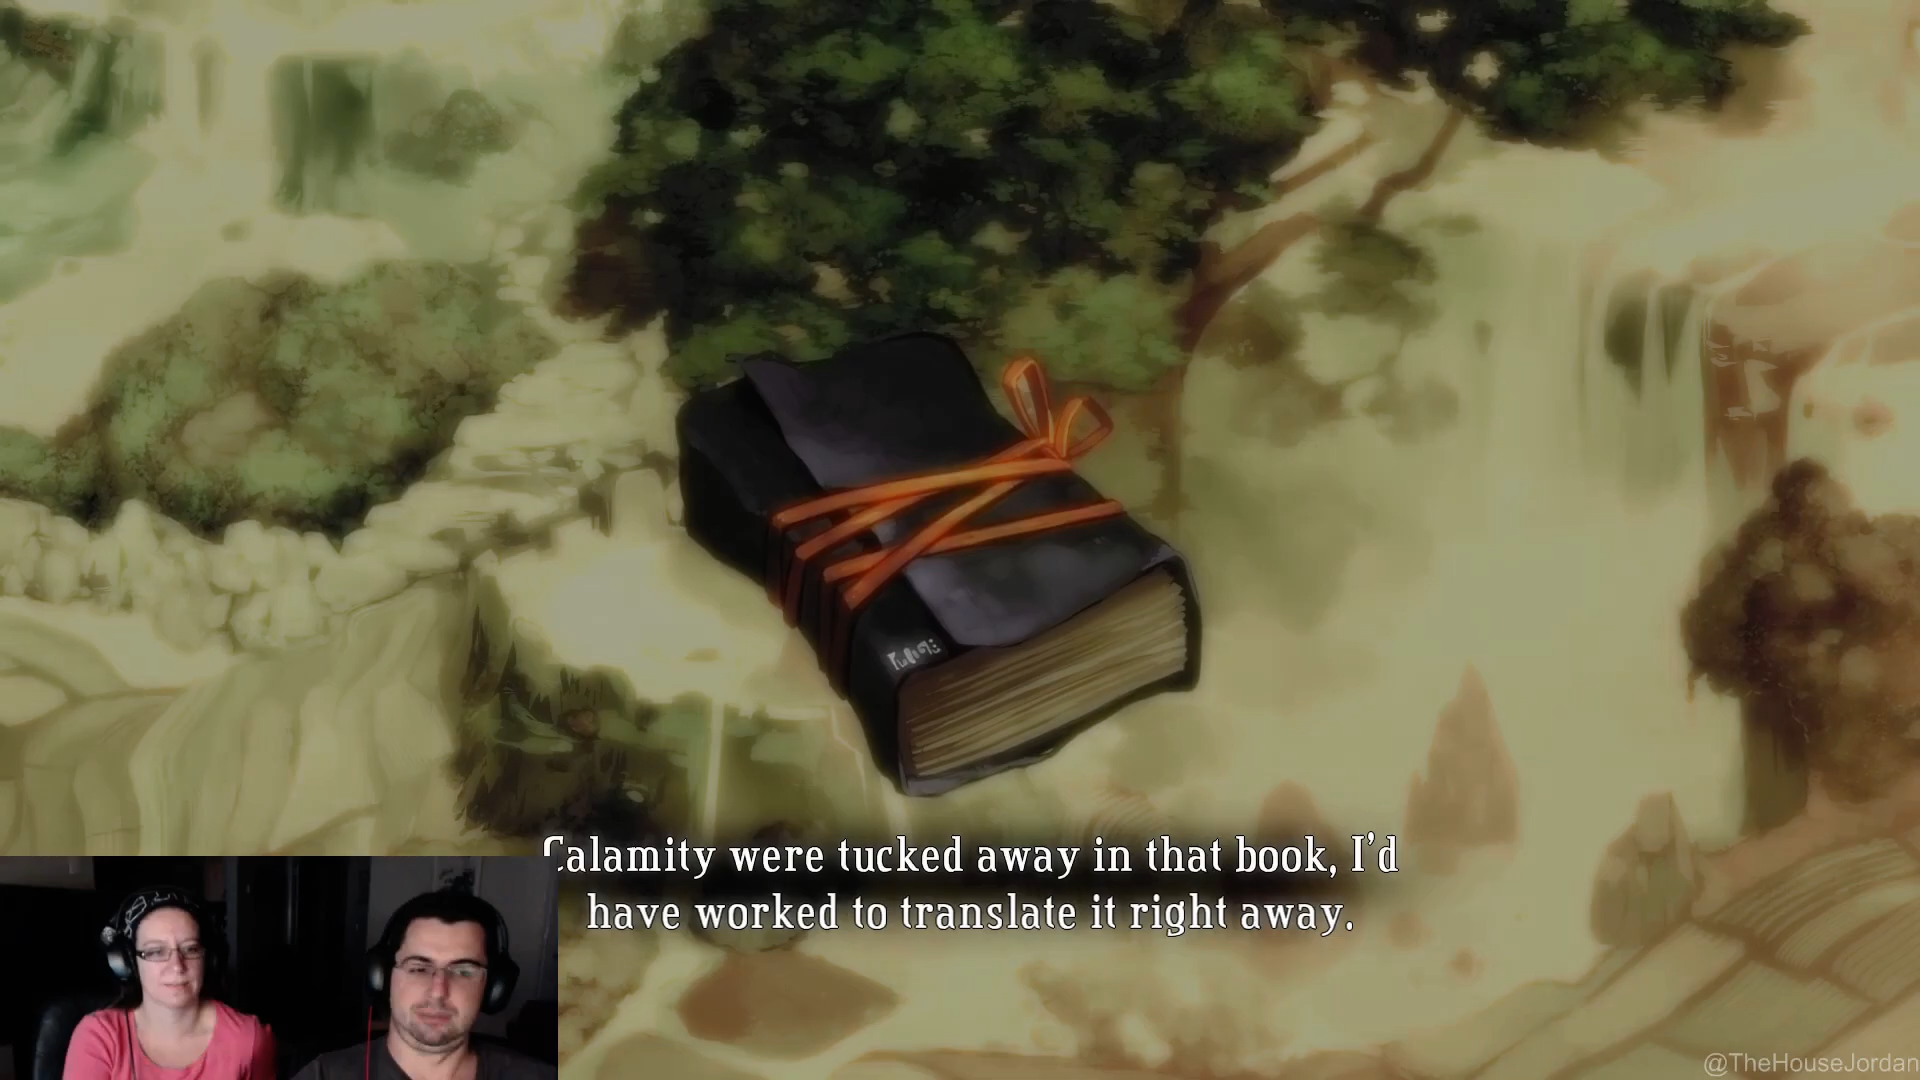 Calamity were tucked away in that book, I'd
have worked to translate it right away.
@TheHouseJordan